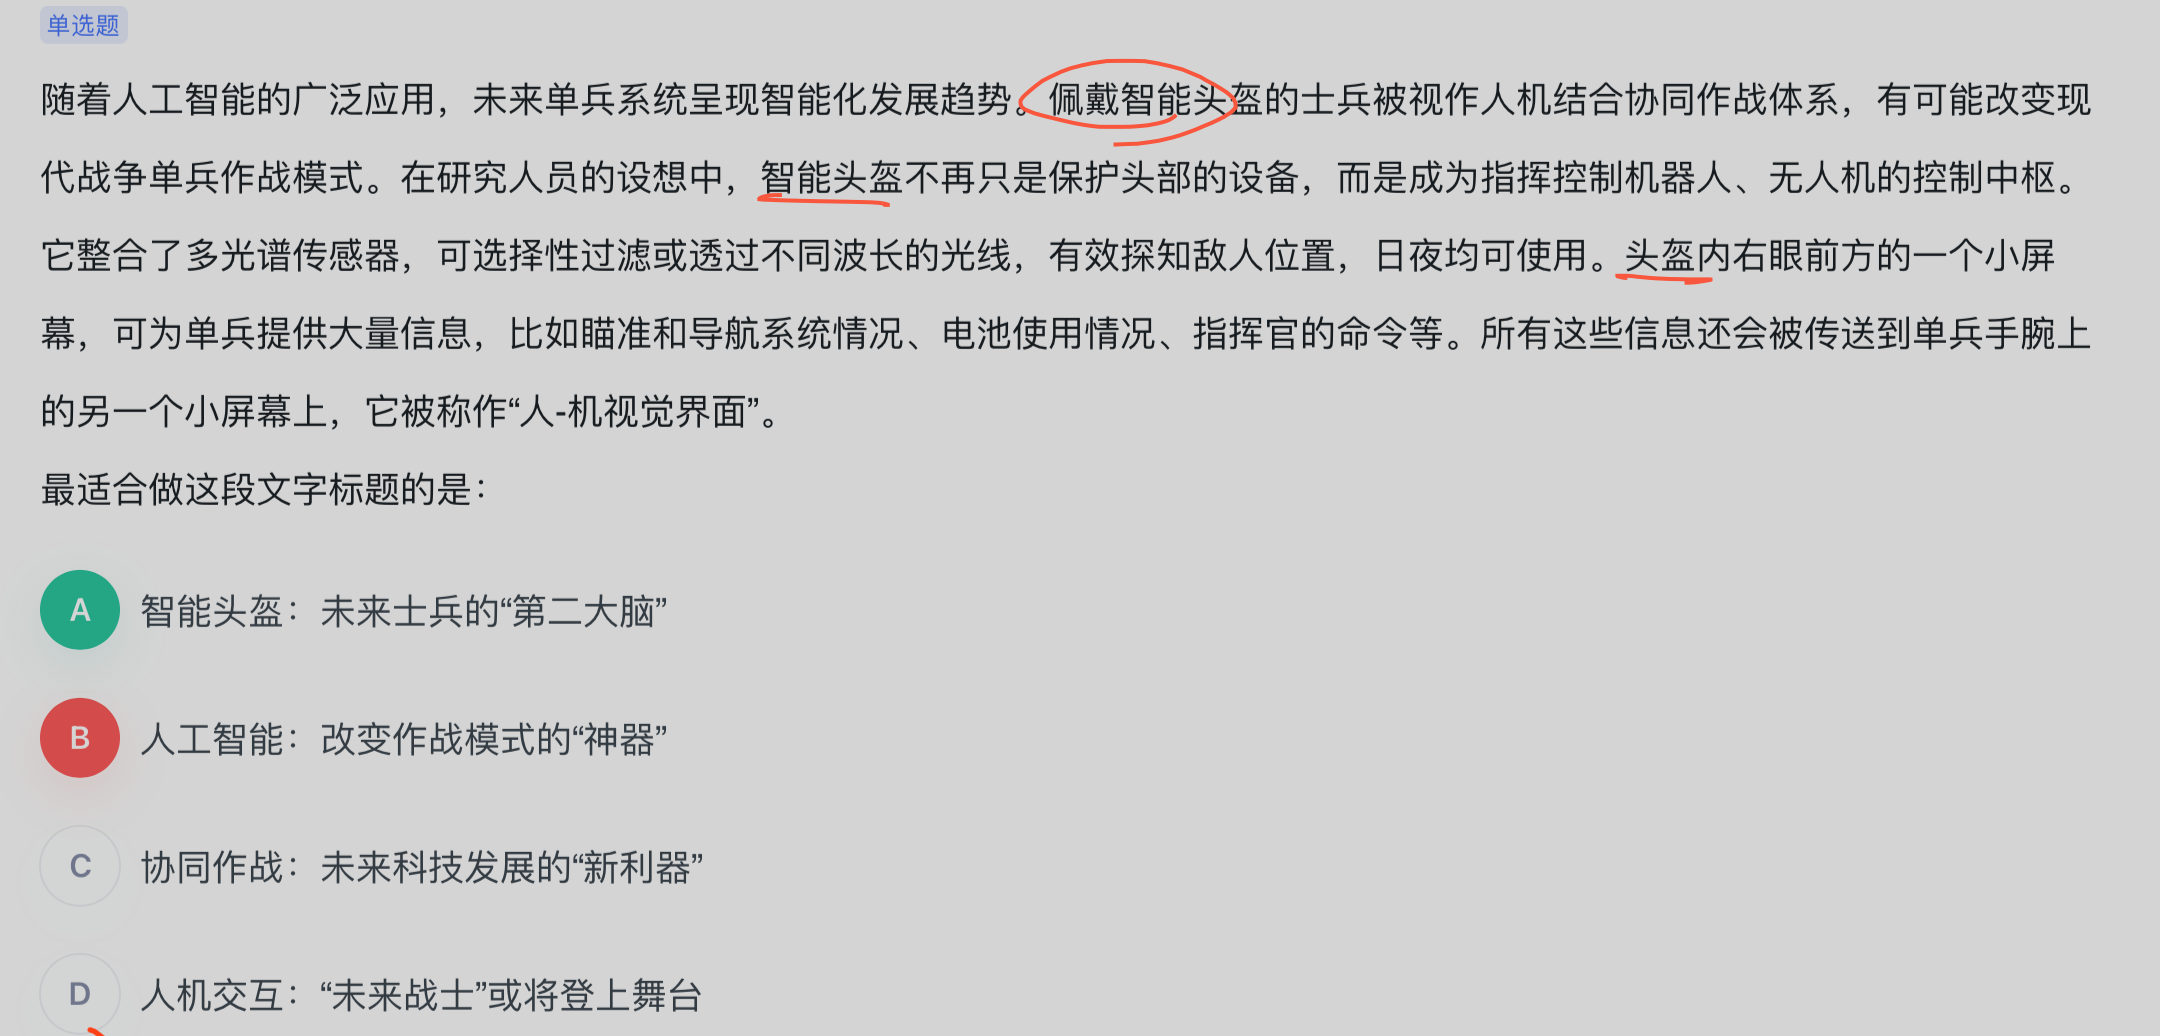 单选题
随着人工智能的广泛应用，未来单兵系统呈现智能化发展趋势。佩戴智能头盔的士兵被视作人机结合协同作战体系，有可能改变现
代战争单兵作战模式。在研究人员的设想中，智能头盔不再只是保护头部的设备，而是成为指挥控制机器人、无人机的控制中枢。
它整合了多光谱传感器，可选择性过滤或透过不同波长的光线，有效探知敌人位置，日夜均可使用。头盔内右眼前方的一个小屏
幕，可为单兵提供大量信息，比如瞄准和导航系统情况、电池使用情况、指挥官的命令等。所有这些信息还会被传送到单兵手腕上
的另一个小屏幕上，它被称作“人-机视觉界面”。
最适合做这段文字标题的是：
A 智能头盔：未来士兵的“第二大脑”
B 人工智能：改变作战模式的“神器”
C 协同作战：未来科技发展的“新利器”
D 人机交互：“未来战士”或将登上舞台